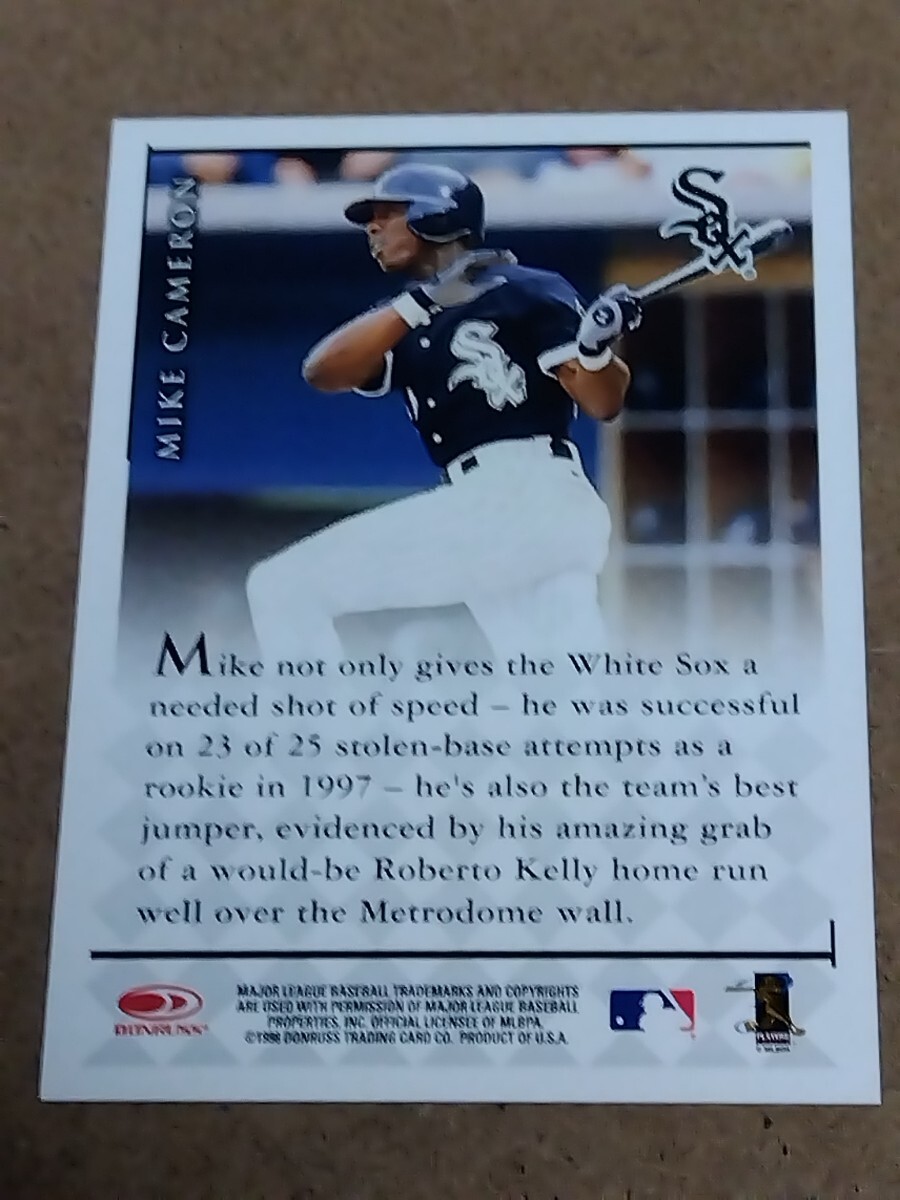 MIKE CAMERON
Sox
Sox
Mike not only gives the White Sox a
needed shot of speed – he was successful
on 23 of 25 stolen-base attempts as a
rookie in 1997 – he's also the team's best
jumper, evidenced by his amazing grab
of a would-be Roberto Kelly home run
well over the Metrodome wall.
DONRUSS
MAJOR LEAGUE BASEBALL TRADEMARKS AND COPYRIGHTS
ARE USED WITH PERMISSION OF MAJOR LEAGUE BASEBALL
PROPERTIES, INC. OFFICIAL LICENSEE OF MLBPA.
©1998 DONRUSS TRADING CARD CO. PRODUCT OF U.S.A.
PLAYERS